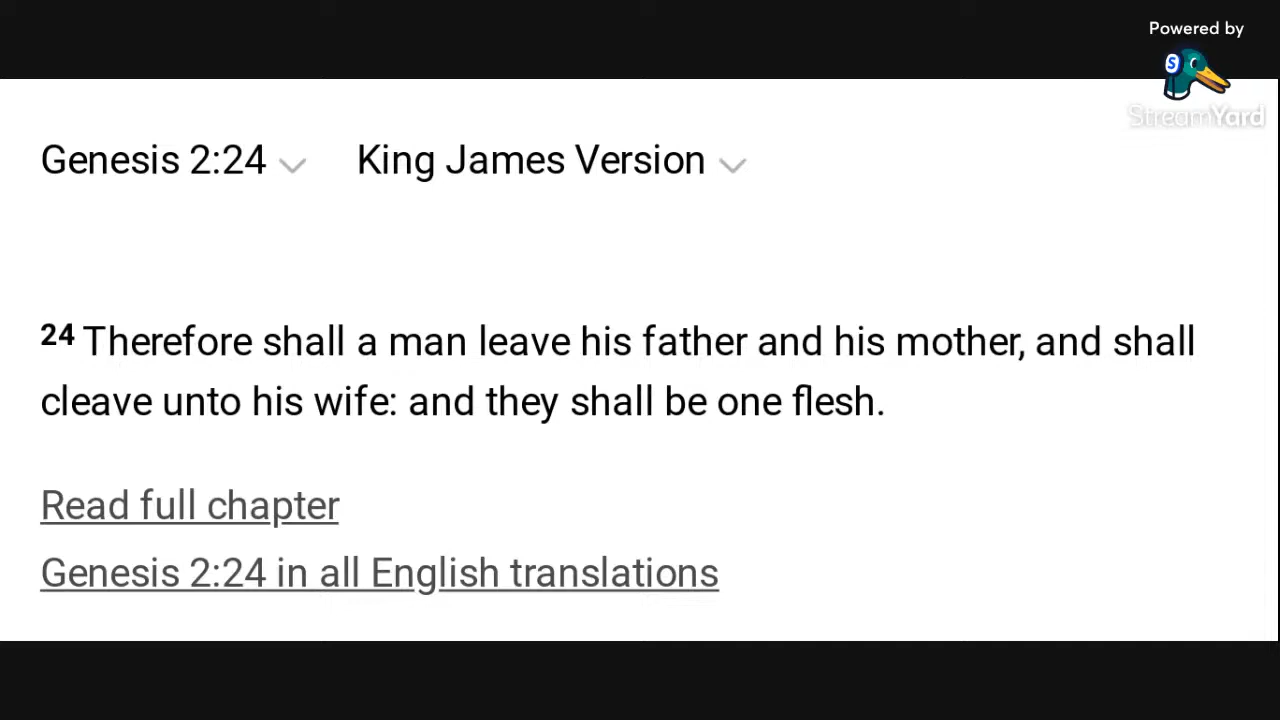 Powered by
S
StreamYard
Genesis 2:24 King James Version
24 Therefore shall a man leave his father and his mother, and shall
cleave unto his wife: and they shall be one flesh.
Read full chapter
Genesis 2:24 in all English translations